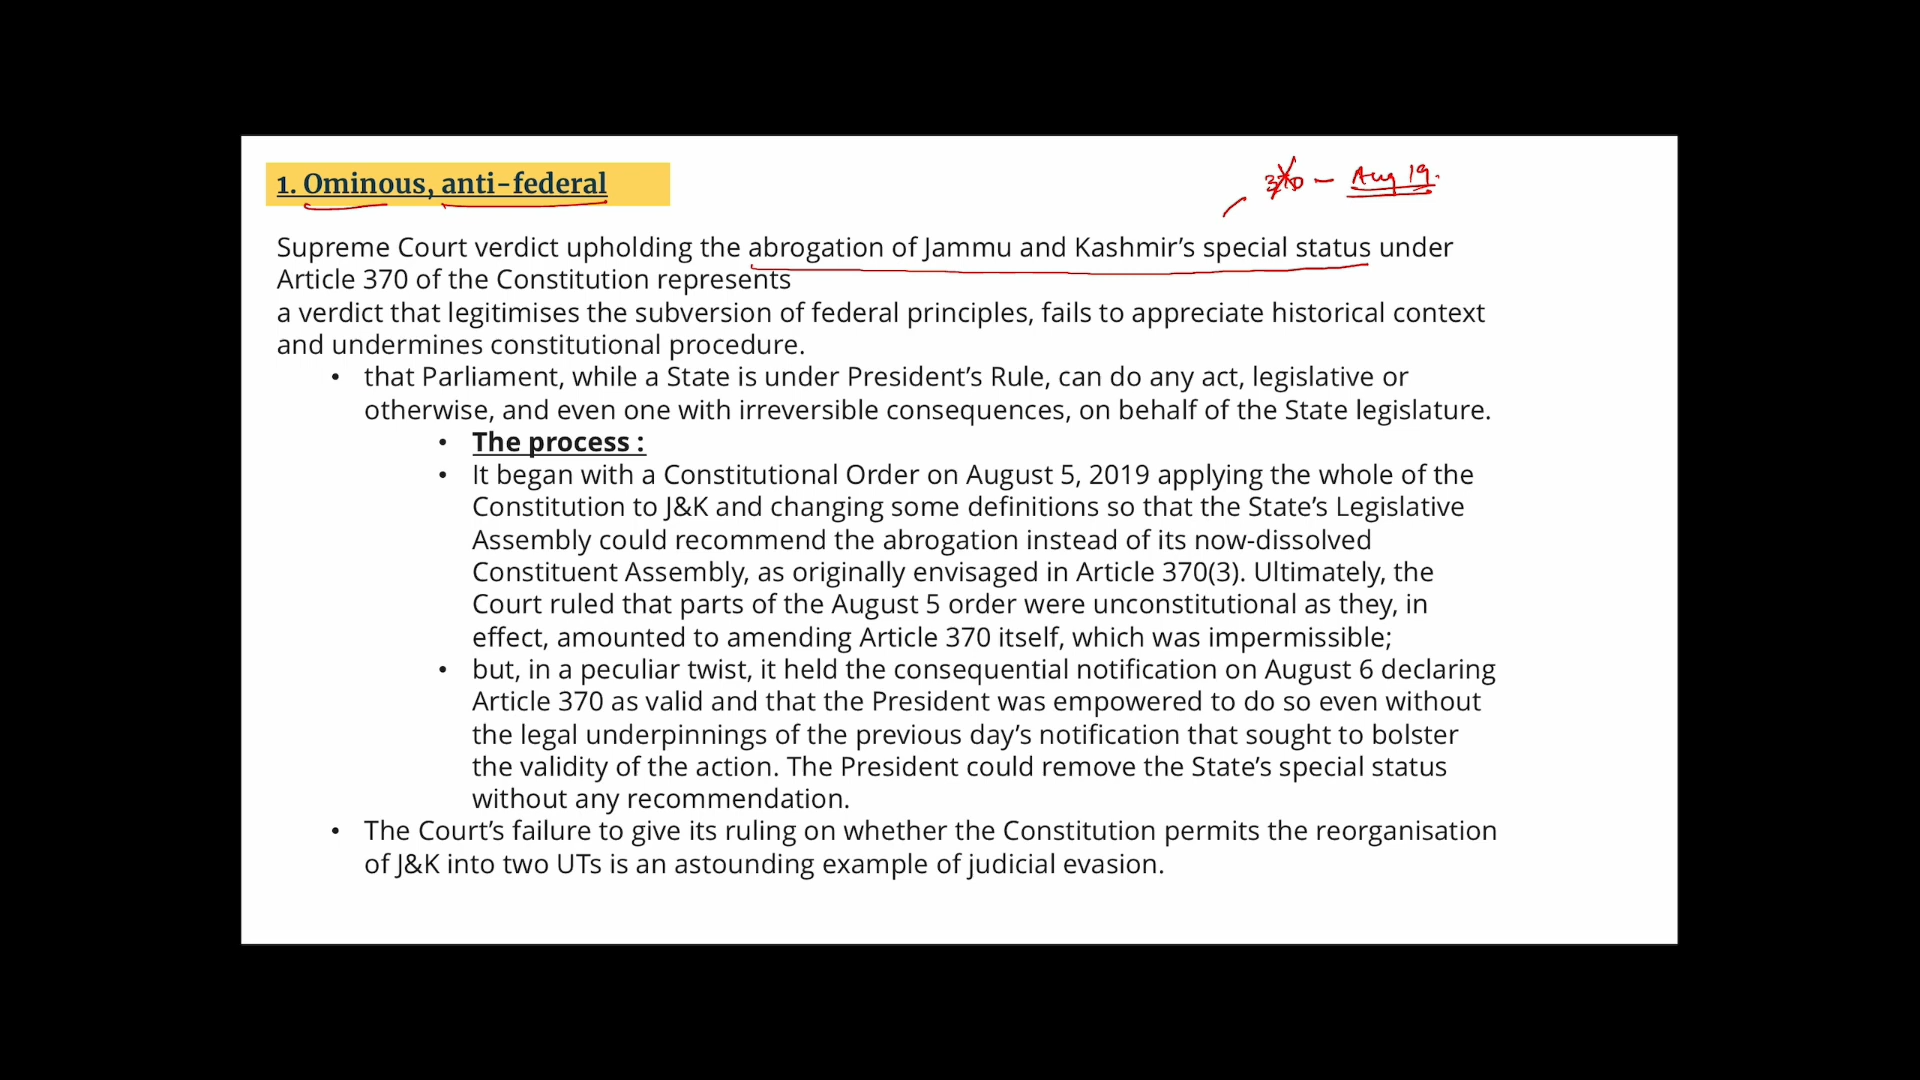 1. Ominous, anti-federal
370 - Aug 19.
Supreme Court verdict upholding the abrogation of Jammu and Kashmir’s special status under
Article 370 of the Constitution represents
a verdict that legitimises the subversion of federal principles, fails to appreciate historical context
and undermines constitutional procedure.
• that Parliament, while a State is under President’s Rule, can do any act, legislative or
otherwise, and even one with irreversible consequences, on behalf of the State legislature.
• The process :
• It began with a Constitutional Order on August 5, 2019 applying the whole of the
Constitution to J&K and changing some definitions so that the State’s Legislative
Assembly could recommend the abrogation instead of its now-dissolved
Constituent Assembly, as originally envisaged in Article 370(3). Ultimately, the
Court ruled that parts of the August 5 order were unconstitutional as they, in
effect, amounted to amending Article 370 itself, which was impermissible;
• but, in a peculiar twist, it held the consequential notification on August 6 declaring
Article 370 as valid and that the President was empowered to do so even without
the legal underpinnings of the previous day’s notification that sought to bolster
the validity of the action. The President could remove the State’s special status
without any recommendation.
• The Court’s failure to give its ruling on whether the Constitution permits the reorganisation
of J&K into two UTs is an astounding example of judicial evasion.